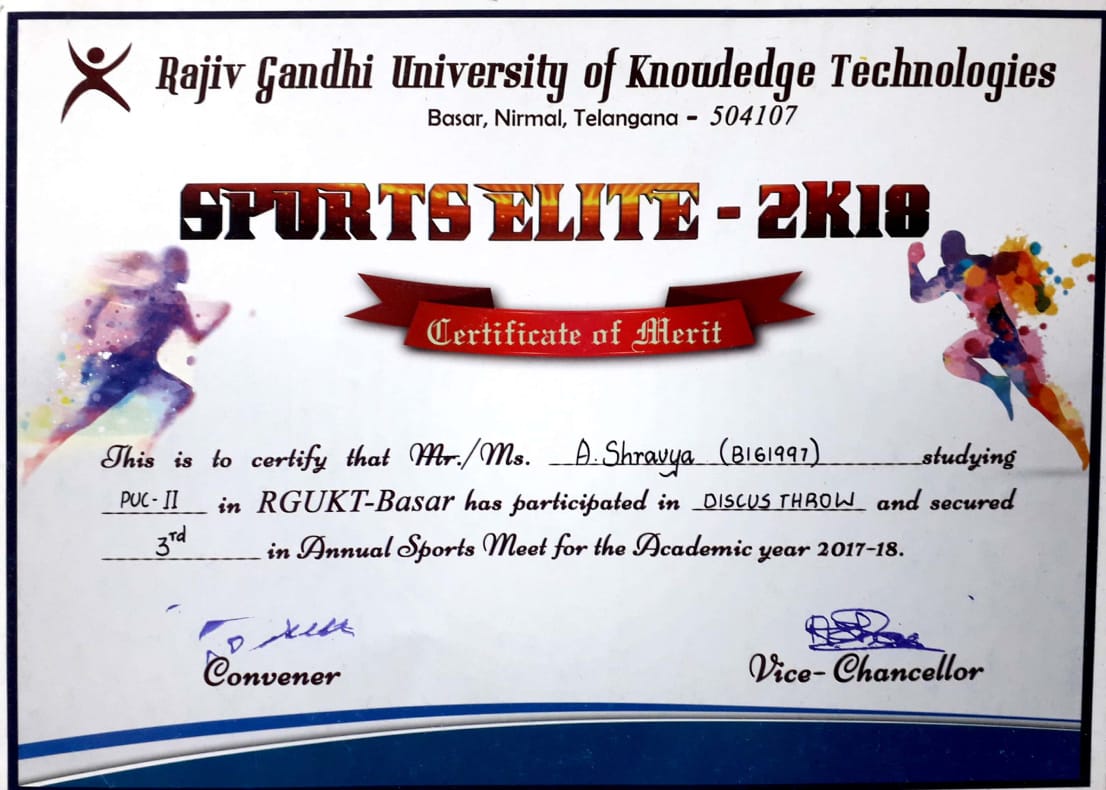 Rajiv Gandhi University of Knowledge Technologies
Basar, Nirmal, Telangana - 504107
SPORTS ELITE - 2K18
Certificate of Merit
This is to certify that Mr./Ms. A. Shravya (B161997) studying
PUC-II in RGUKT-Basar has participated in DISCUS THROW and secured
3rd in Annual Sports Meet for the Academic year 2017-18.
Convener Vice-Chancellor